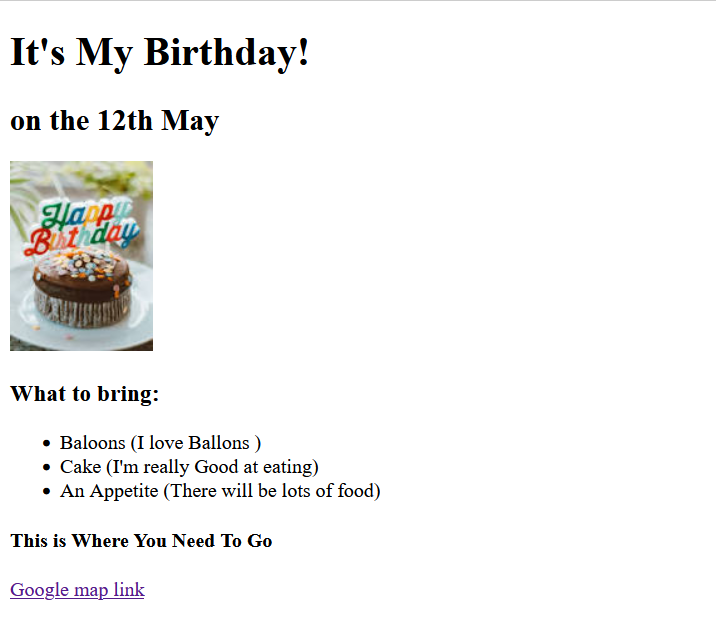 It's My Birthday!
on the 12th May
Happy
Birthday
What to bring:
Baloons (I love Ballons )
Cake (I'm really Good at eating)
An Appetite (There will be lots of food)
This is Where You Need To Go
Google map link